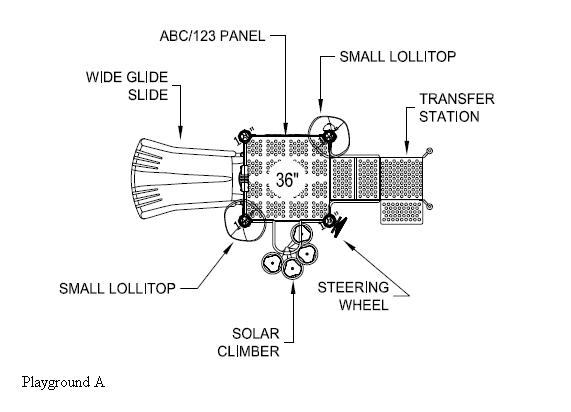 ABC/123 PANEL
SMALL LOLLITOP
WIDE GLIDE
SLIDE
TRANSFER
STATION
36"
SMALL LOLLITOP
STEERING
WHEEL
SOLAR
CLIMBER
Playground A